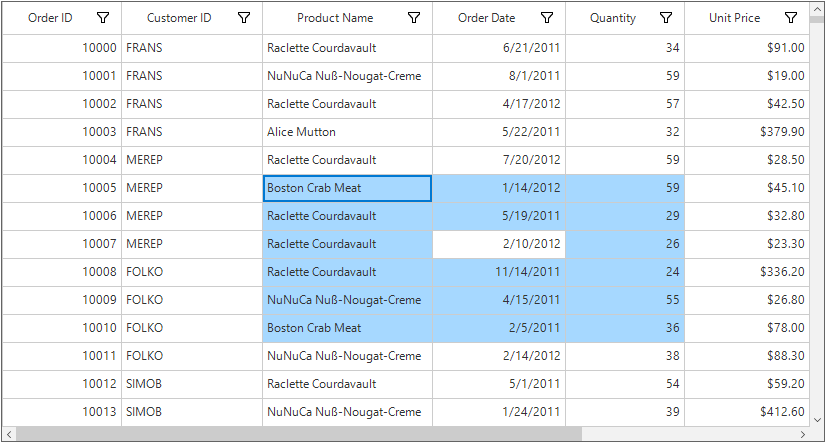 Order ID Customer ID Product Name Order Date Quantity Unit Price
10000 FRANS Raclette Courdavault 6/21/2011 34 $91.00
10001 FRANS NuNuCa Nuß-Nougat-Creme 8/1/2011 59 $19.00
10002 FRANS Raclette Courdavault 4/17/2012 57 $42.50
10003 FRANS Alice Mutton 5/22/2011 32 $379.90
10004 MEREP Raclette Courdavault 7/20/2012 59 $28.50
10005 MEREP Boston Crab Meat 1/14/2012 59 $45.10
10006 MEREP Raclette Courdavault 5/19/2011 29 $32.80
10007 MEREP Raclette Courdavault 2/10/2012 26 $23.30
10008 FOLKO Raclette Courdavault 11/14/2011 24 $336.20
10009 FOLKO NuNuCa Nuß-Nougat-Creme 4/15/2011 55 $26.80
10010 FOLKO Boston Crab Meat 2/5/2011 36 $78.00
10011 FOLKO NuNuCa Nuß-Nougat-Creme 2/14/2012 38 $88.30
10012 SIMOB Raclette Courdavault 5/1/2011 54 $59.20
10013 SIMOB NuNuCa Nuß-Nougat-Creme 1/24/2011 39 $412.60